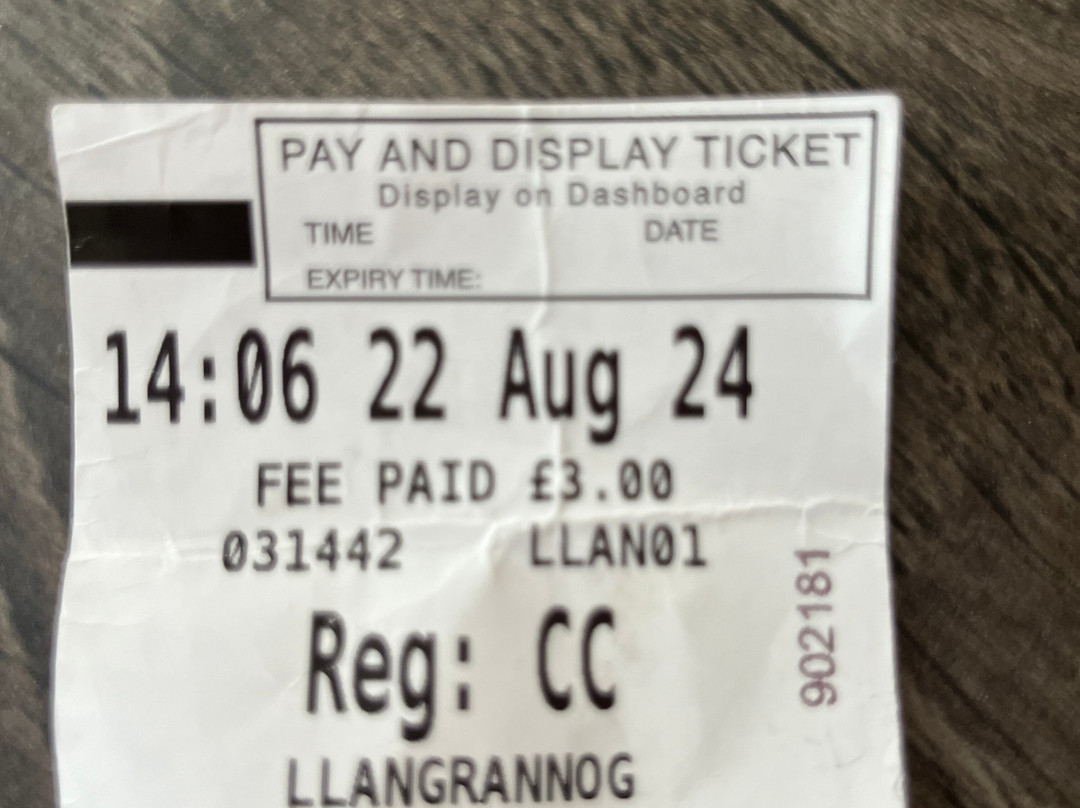 PAY AND DISPLAY TICKET
Display on Dashboard
TIME DATE
EXPIRY TIME:
14:06 22 Aug 24
FEE PAID £3.00
031442 LLAN01
902181
Reg: CC
LLANGRANNOG